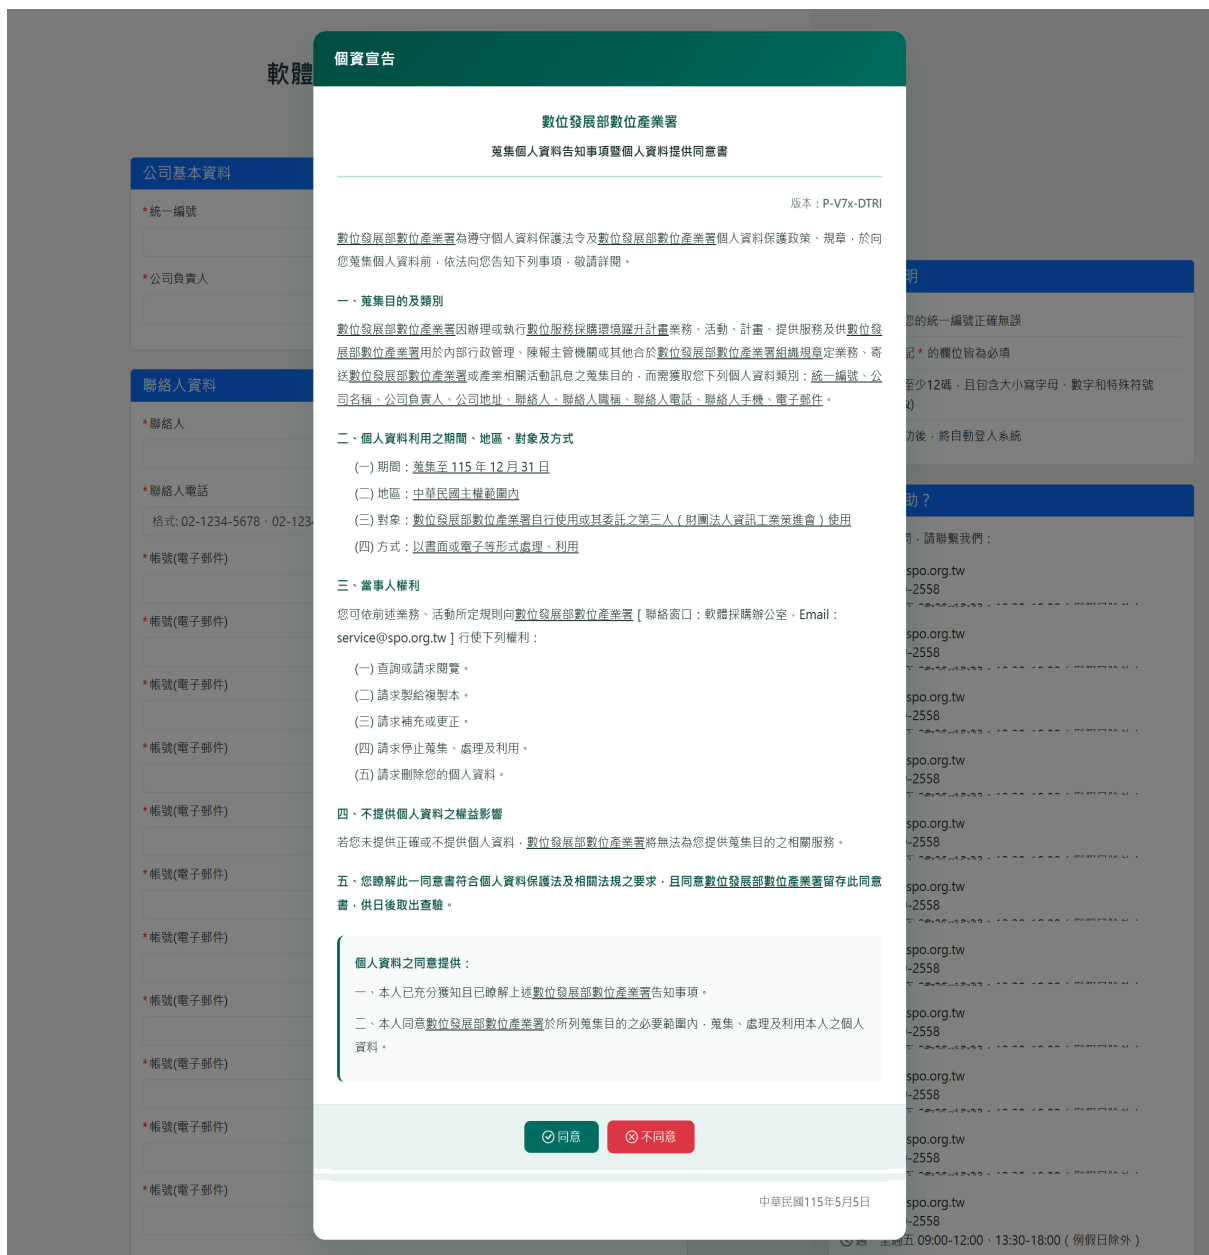 軟體
個資宣告
數位發展部數位產業署
蒐集個人資料告知事項暨個人資料提供同意書
版本：P-V7x-DTRI
數位發展部數位產業署為遵守個人資料保護法令及數位發展部數位產業署個人資料保護政策、規章，於向
您蒐集個人資料前，依法向您告知下列事項，敬請詳閱。
一、蒐集目的及類別
數位發展部數位產業署因辦理或執行數位服務採購環境躍升計畫業務、活動、計畫、提供服務及供數位發
展部數位產業署用於內部行政管理、陳報主管機關或其他合於數位發展部數位產業署組織規章定業務、寄
送數位發展部數位產業署或產業相關活動訊息之蒐集目的，而需獲取您下列個人資料類別：統一編號、公
司名稱、公司負責人、公司地址、聯絡人、聯絡人職稱、聯絡人電話、聯絡人手機、電子郵件。
二、個人資料利用之期間、地區、對象及方式
(一) 期間：蒐集至 115 年 12 月 31 日
(二) 地區：中華民國主權範圍內
(三) 對象：數位發展部數位產業署自行使用或其委託之第三人（財團法人資訊工業策進會）使用
(四) 方式：以書面或電子等形式處理、利用
三、當事人權利
您可依前述業務、活動所定規則向數位發展部數位產業署 [ 聯絡窗口：軟體採購辦公室，Email：
service@spo.org.tw ] 行使下列權利：
(一) 查詢或請求閱覽。
(二) 請求製給複製本。
(三) 請求補充或更正。
(四) 請求停止蒐集、處理及利用。
(五) 請求刪除您的個人資料。
四、不提供個人資料之權益影響
若您未提供正確或不提供個人資料，數位發展部數位產業署將無法為您提供蒐集目的之相關服務。
五、您瞭解此一同意書符合個人資料保護法及相關法規之要求，且同意數位發展部數位產業署留存此同意
書，供日後取出查驗。
個人資料之同意提供：
一、本人已充分獲知且已瞭解上述數位發展部數位產業署告知事項。
二、本人同意數位發展部數位產業署於所列蒐集目的之必要範圍內，蒐集、處理及利用本人之個人
資料。
同意
不同意
中華民國115年5月5日
公司基本資料
*統一編號
*公司負責人
聯絡人資料
*聯絡人
*聯絡人電話
格式: 02-1234-5678、02-123
*帳號(電子郵件)
*帳號(電子郵件)
*帳號(電子郵件)
*帳號(電子郵件)
*帳號(電子郵件)
*帳號(電子郵件)
*帳號(電子郵件)
*帳號(電子郵件)
*帳號(電子郵件)
*帳號(電子郵件)
*帳號(電子郵件)
明
您的統一編號正確無誤
記 * 的欄位皆為必填
至少12碼，且包含大小寫字母、數字和特殊符號
功後，將自動登入系統
助？
，請聯繫我們：
spo.org.tw
-2558
spo.org.tw
-2558
spo.org.tw
-2558
spo.org.tw
-2558
spo.org.tw
-2558
spo.org.tw
-2558
spo.org.tw
-2558
spo.org.tw
-2558
spo.org.tw
-2558
spo.org.tw
-2558
spo.org.tw
-2558
週一至週五 09:00-12:00、13:30-18:00（例假日除外）